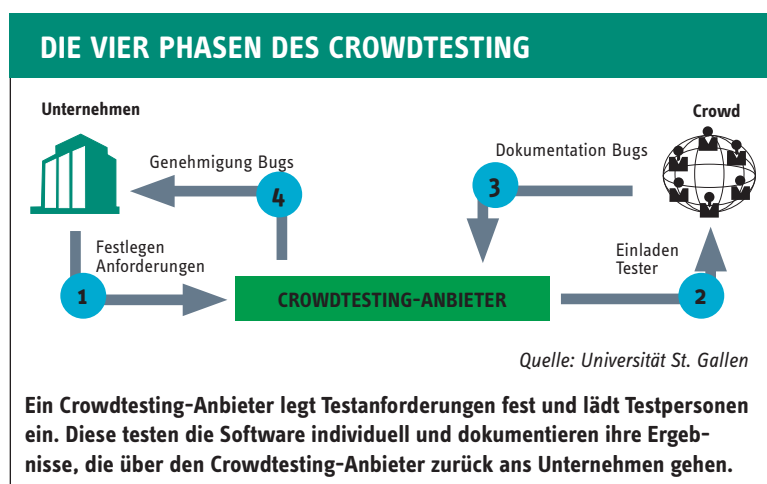 DIE VIER PHASEN DES CROWDTESTING
Unternehmen
Crowd
Genehmigung Bugs
Dokumentation Bugs
4
3
Festlegen
Anforderungen
Einladen
Tester
1
CROWDTESTING-ANBIETER
2
Quelle: Universität St. Gallen
Ein Crowdtesting-Anbieter legt Testanforderungen fest und lädt Testpersonen
ein. Diese testen die Software individuell und dokumentieren ihre Ergeb-
nisse, die über den Crowdtesting-Anbieter zurück ans Unternehmen gehen.